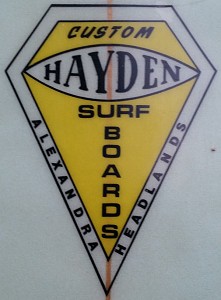 CUSTOM
HAYDEN
SURF
BOARDS
ALEXANDRA
HEADLANDS